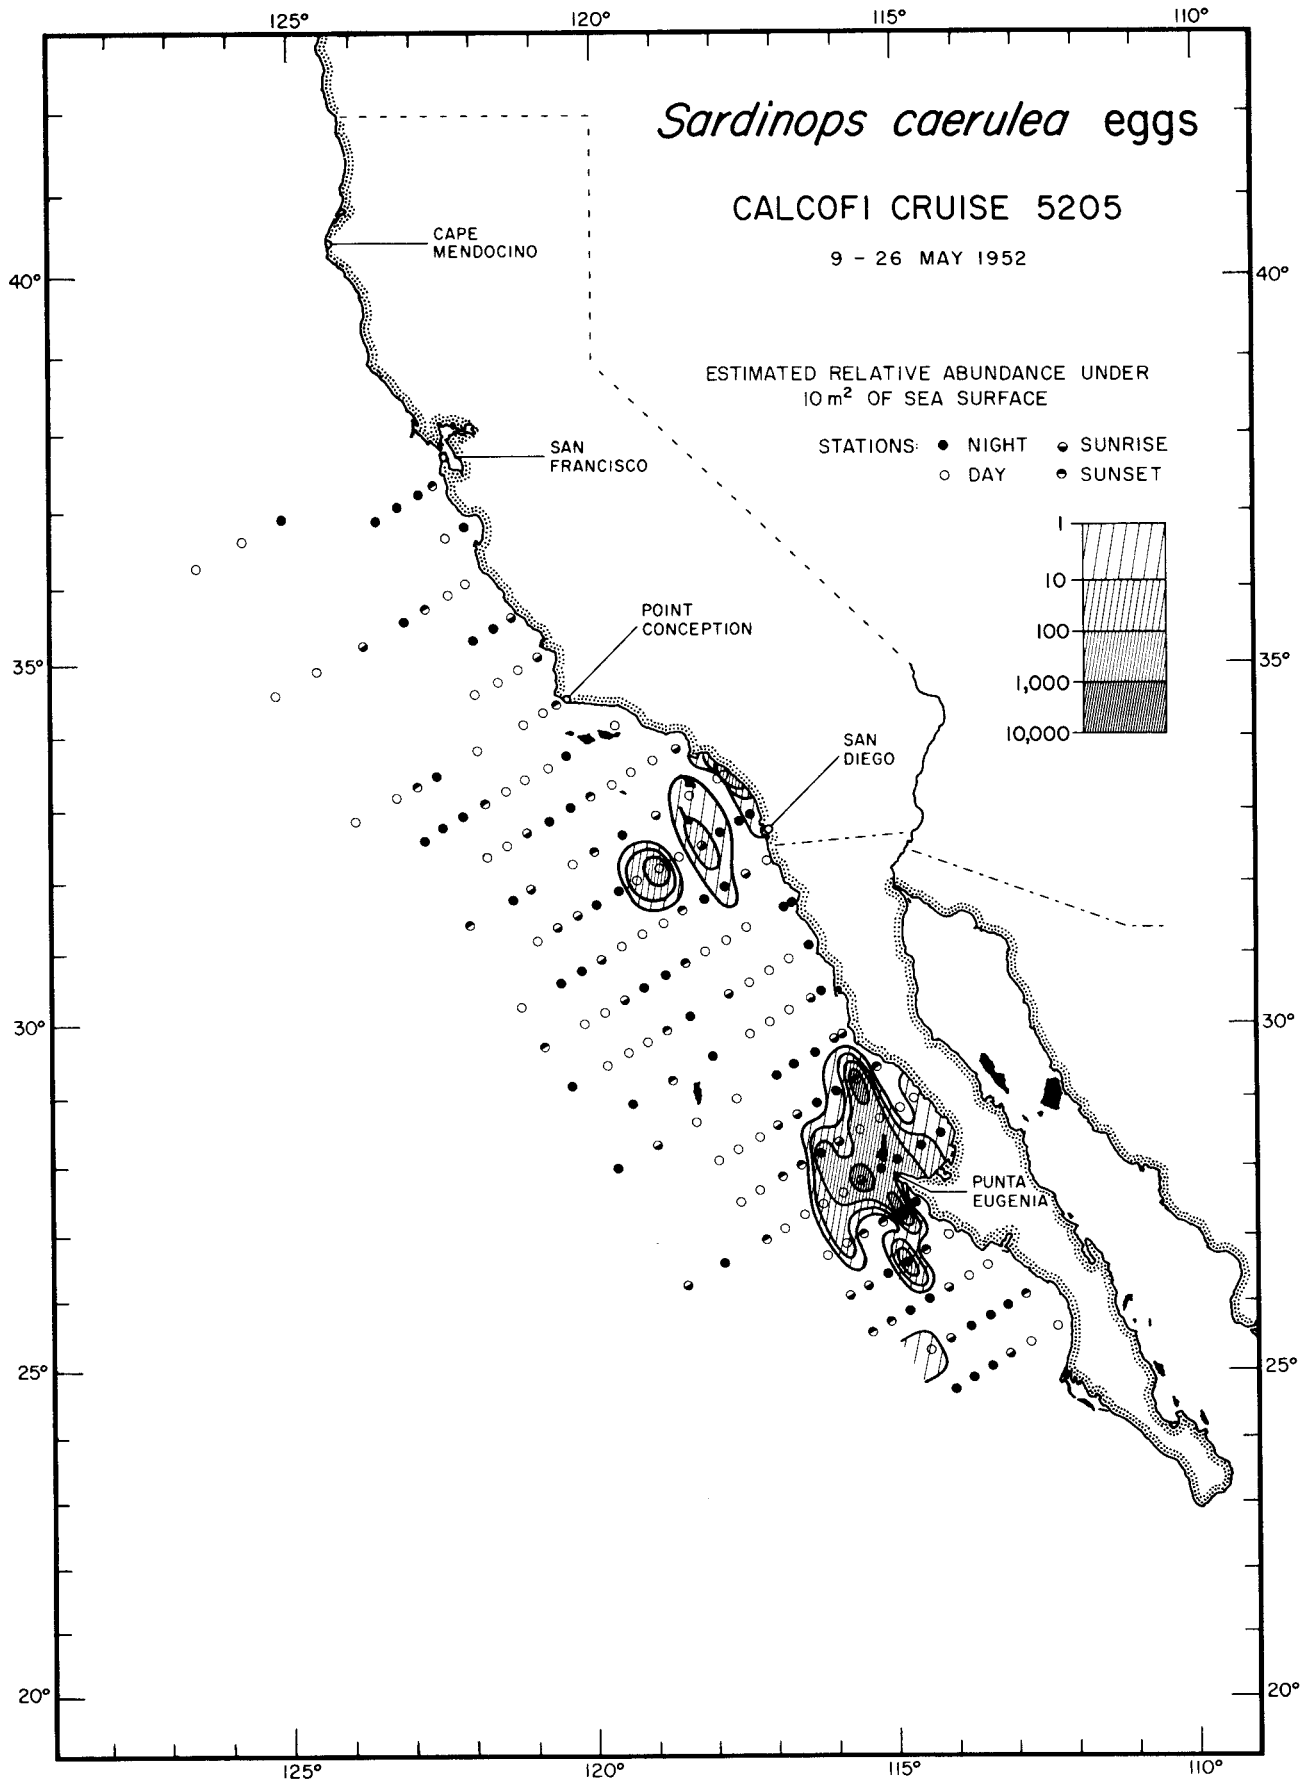 125°
120°
115°
110°
Sardinops caerulea eggs
CALCOFI CRUISE 5205
9 - 26 MAY 1952
CAPE
MENDOCINO
40°
40°
ESTIMATED RELATIVE ABUNDANCE UNDER
10 m² OF SEA SURFACE
STATIONS: ● NIGHT SUNRISE
○ DAY SUNSET
SAN
FRANCISCO
1
10
100
1,000
10,000
POINT
CONCEPTION
35°
35°
SAN
DIEGO
30°
30°
PUNTA
EUGENIA
25°
25°
20°
20°
125°
120°
115°
110°